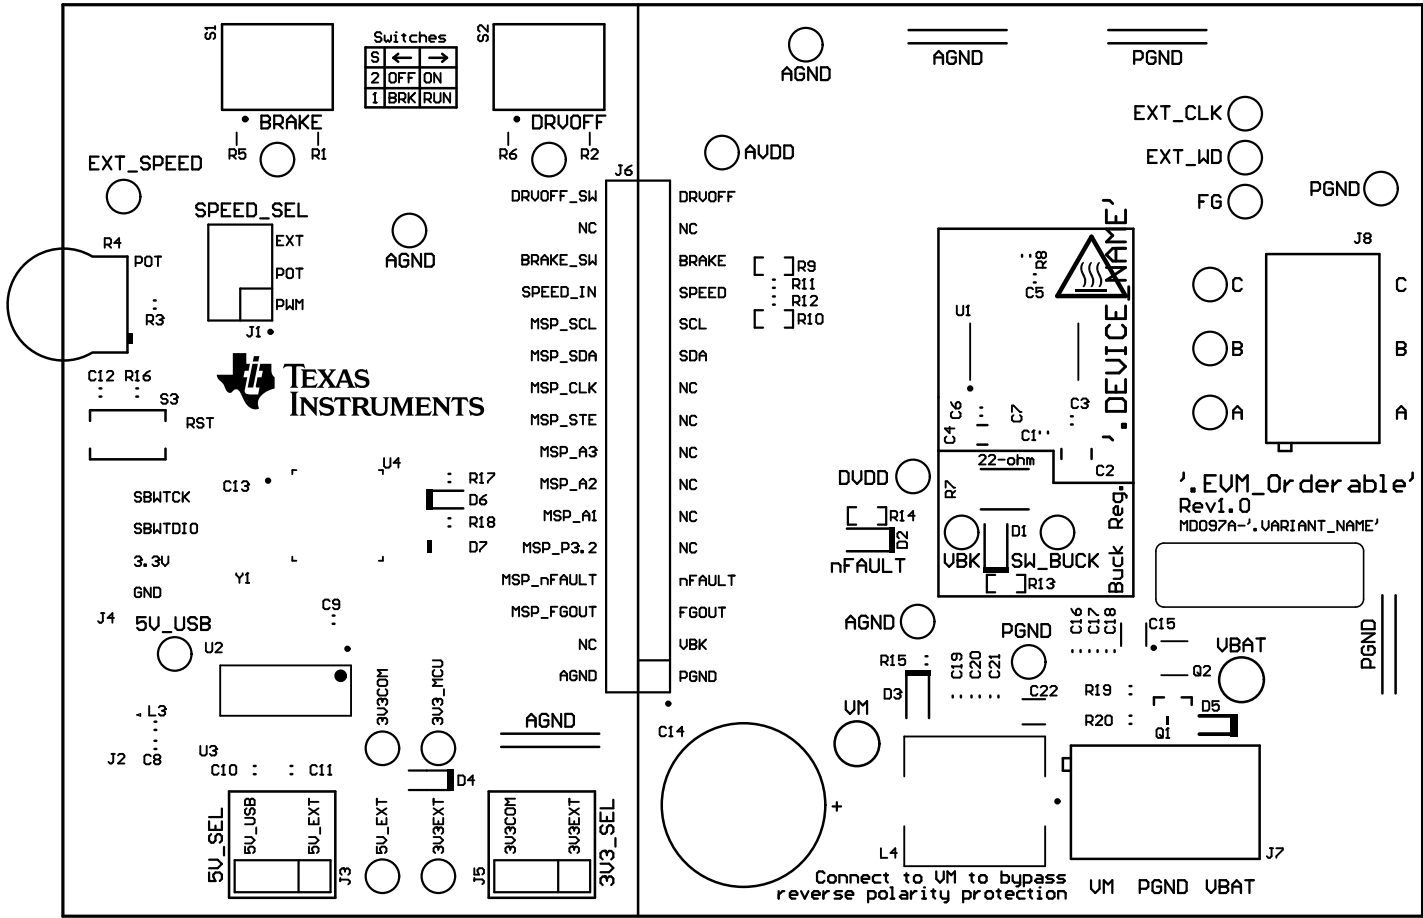 S1
S2
Switches
S ← →
2 OFF ON
1 BRK RUN
AGND
AGND
PGND
BRAKE
DRVOFF
R5
R1
R6
R2
EXT_SPEED
J6
AVDD
EXT_CLK
EXT_WD
FG
PGND
SPEED_SEL
EXT
POT
PWM
J1
AGND
R4
POT
R3
DRVOFF_SW DRVOFF
NC NC
BRAKE_SW BRAKE
SPEED_IN SPEED
MSP_SCL SCL
MSP_SDA SDA
MSP_CLK NC
MSP_STE NC
MSP_A3 NC
MSP_A2 NC
MSP_A1 NC
MSP_P3.2 NC
MSP_nFAULT nFAULT
MSP_FGOUT FGOUT
NC VBK
AGND PGND
R9
R11
R12
R10
R8
C5
U1
'.DEVICE_NAME'
J8
C C
B B
A A
TEXAS
INSTRUMENTS
C12 R16
S3
RST
C6
C7
C3
C4
C1
C2
U4
C13
R17
D6
R18
D7
SBWTCK
SBWTDIO
3.3V
GND
Y1
J4
C9
DVDD
22-ohm
R7
R14
D2
nFAULT
D1
VBK
SW_BUCK
R13
Buck Reg.
'.EVM_Orderable'
Rev1.0
MD097A-'.VARIANT_NAME'
5V_USB
U2
AGND
PGND
C16
C17
C18
C15
VBAT
PGND
R15
C19
C20
C21
Q2
D3
C22
R19
R20
Q1
D5
L3
J2
C8
U3
C10
C11
3V3COM
3V3_MCU
AGND
C14
VM
D4
5V_SEL
5V_USB
5V_EXT
J3
5V_EXT
3V3EXT
J5
3V3COM
3V3EXT
3V3_SEL
+
L4
J7
Connect to VM to bypass
reverse polarity protection
VM PGND VBAT